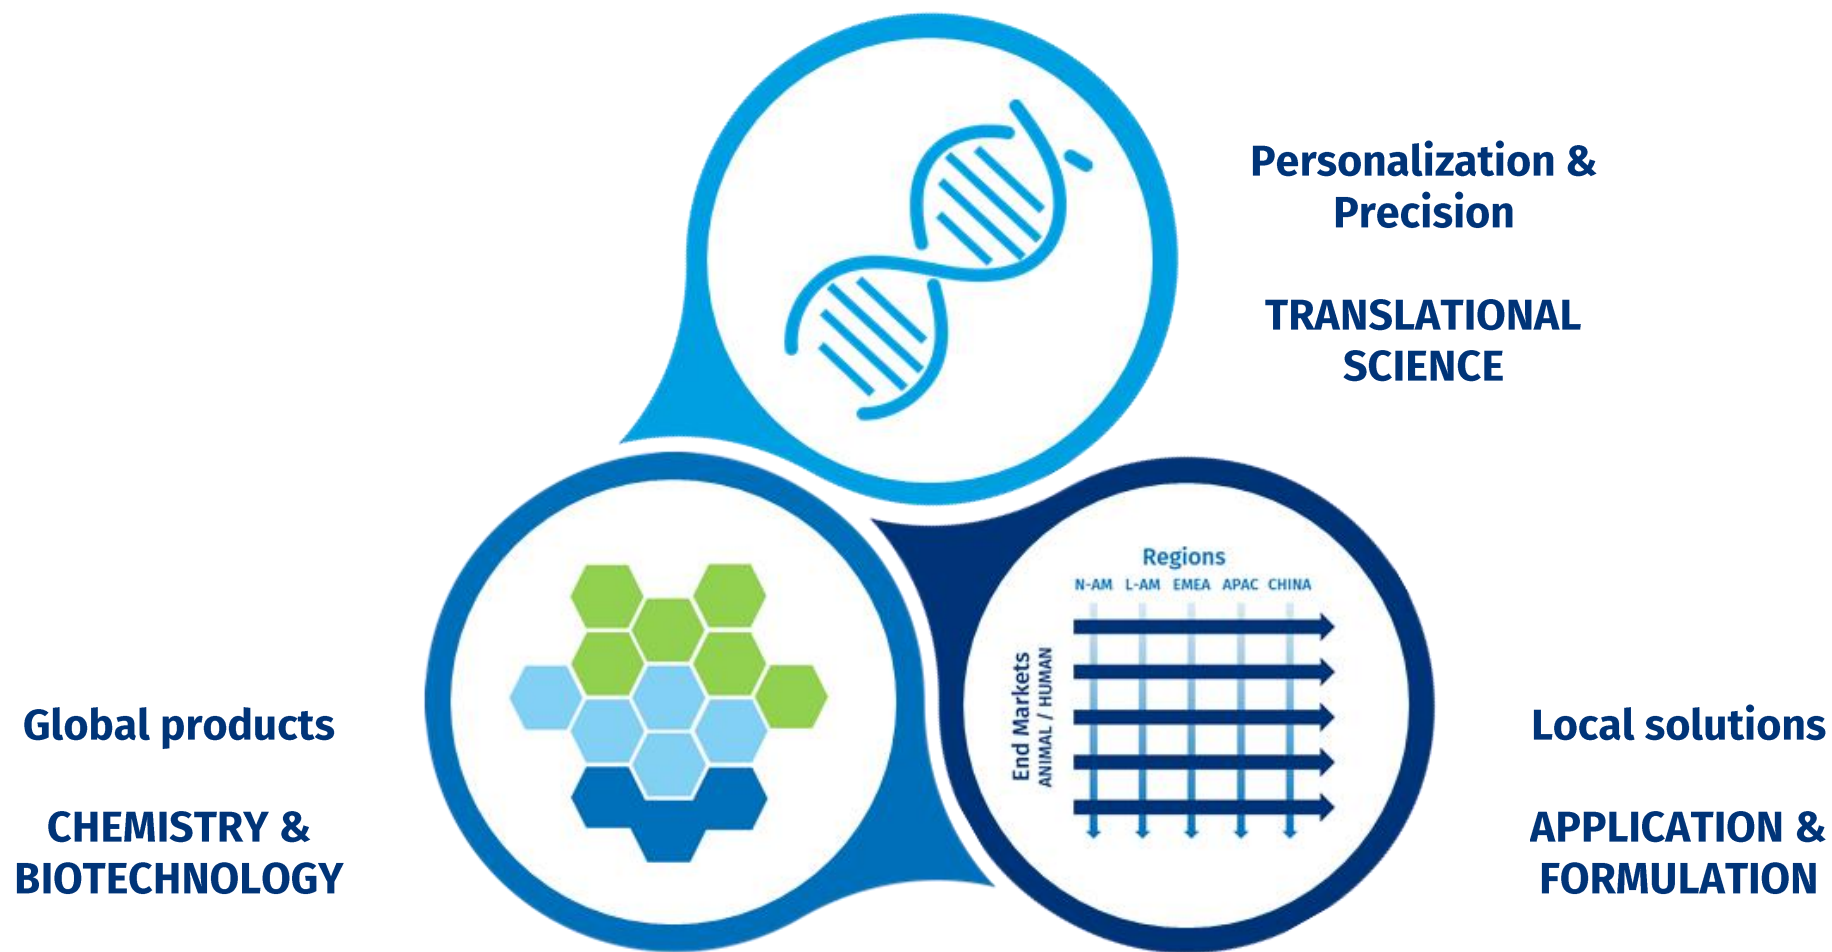 Personalization &
Precision
TRANSLATIONAL
SCIENCE
Global products
CHEMISTRY &
BIOTECHNOLOGY
Regions
N-AM L-AM EMEA APAC CHINA
End Markets
ANIMAL / HUMAN
Local solutions
APPLICATION &
FORMULATION